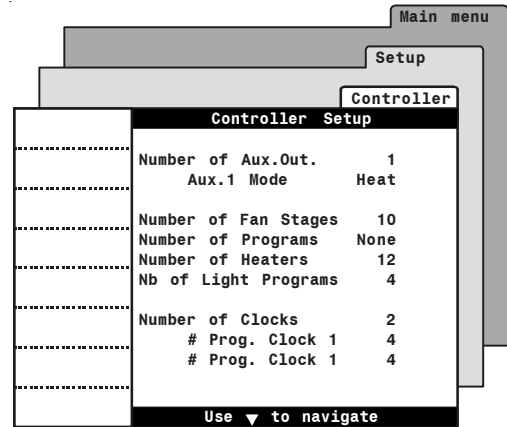 Main menu
Setup
Controller
Controller Setup
Number of Aux.Out. 1
Aux.1 Mode Heat
Number of Fan Stages 10
Number of Programs None
Number of Heaters 12
Nb of Light Programs 4
Number of Clocks 2
# Prog. Clock 1 4
# Prog. Clock 1 4
Use ▼ to navigate